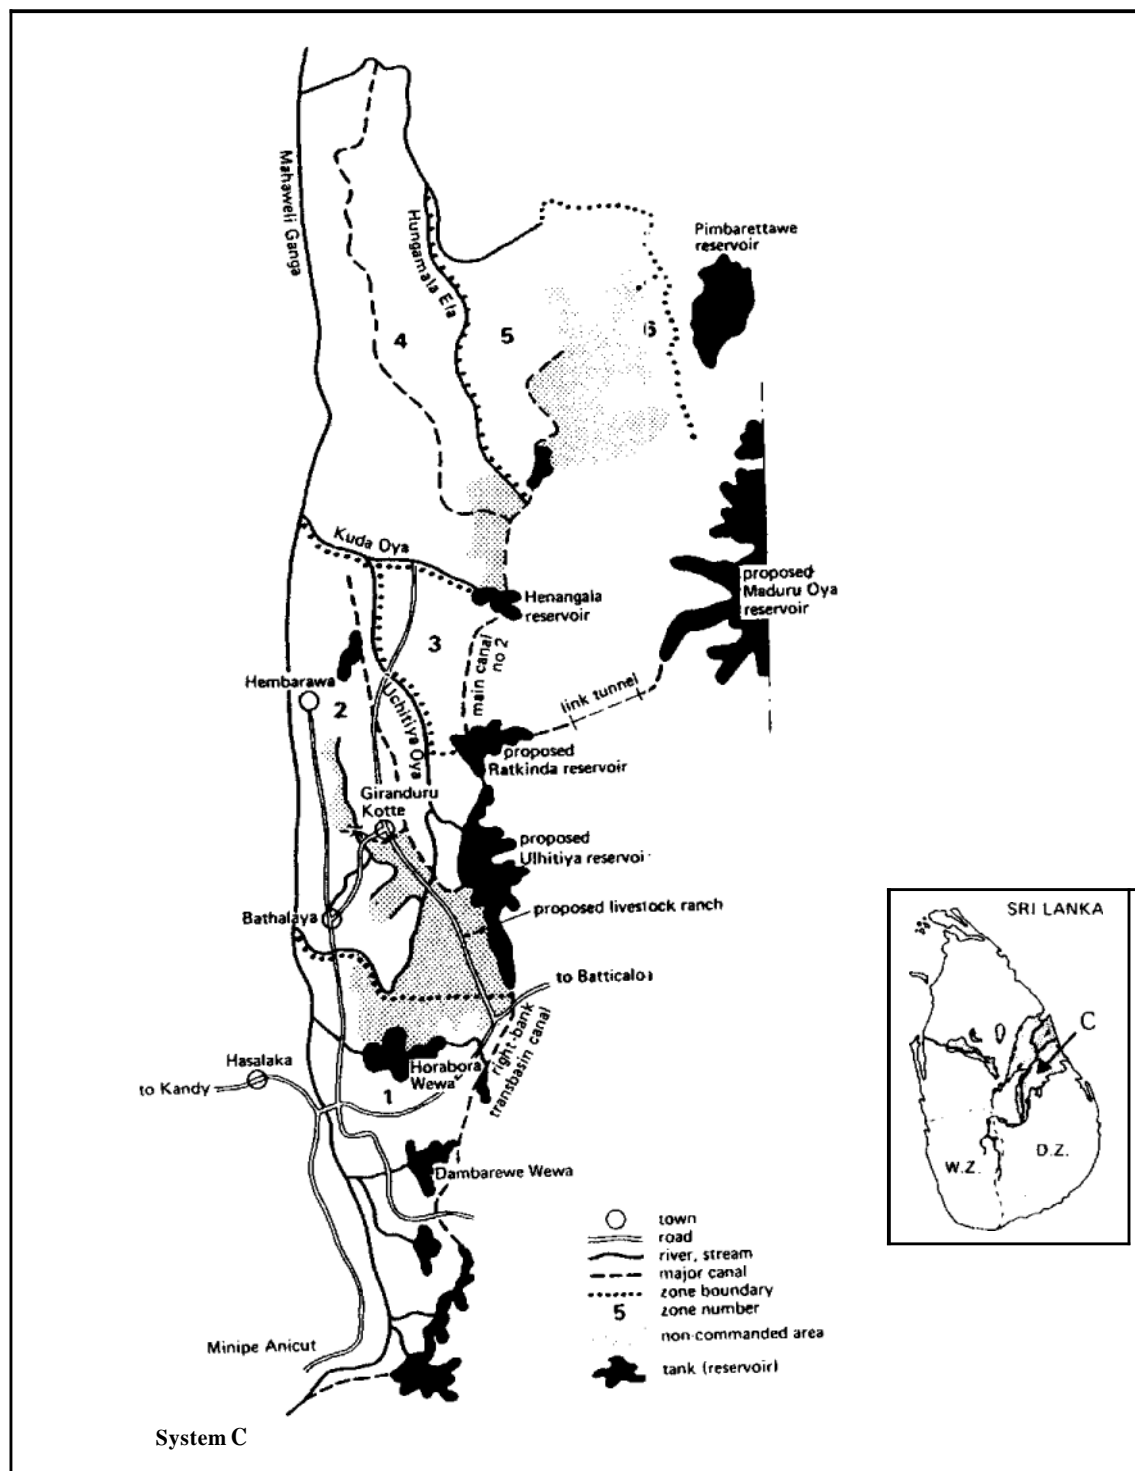 Mahaweli Ganga
Hungamala Ela
Pimbarettawe
reservoir
4
5
6
Kuda Oya
Henangala
reservoir
proposed
Maduru Oya
reservoir
3
main canal
no 2
Hembarawa
2
Uchitiya Oya
link tunnel
proposed
Ratkinda reservoir
Giranduru
Kotte
proposed
Ulhitiya reservoi
Bathalaya
proposed livestock ranch
to Batticaloa
right-bank
transbasin canal
Hasalaka
to Kandy
Horabora
Wewa
1
Dambarewe Wewa
Minipe Anicut
town
road
river, stream
major canal
zone boundary
5 zone number
non-commanded area
tank (reservoir)
SRI LANKA
C
W.Z.
D.Z.
System C